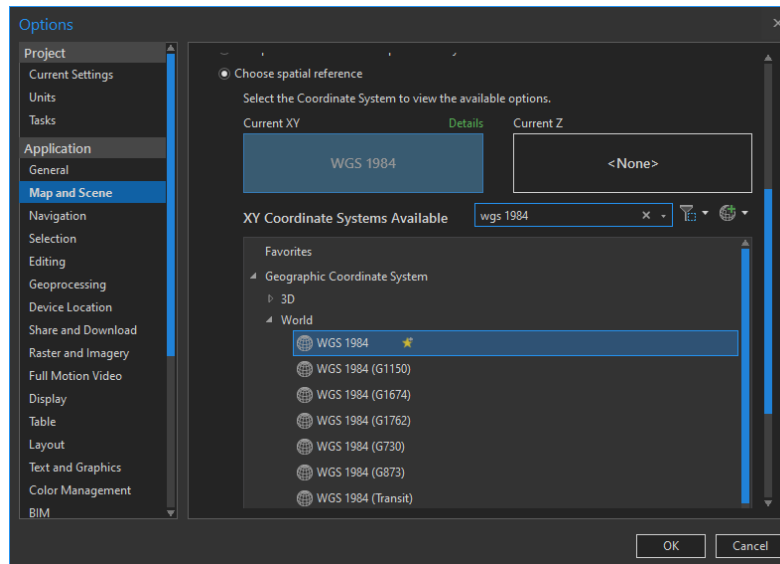 Options
Project
Current Settings
Units
Tasks
Application
General
Map and Scene
Navigation
Selection
Editing
Geoprocessing
Device Location
Share and Download
Raster and Imagery
Full Motion Video
Display
Table
Layout
Text and Graphics
Color Management
BIM
Choose spatial reference
Select the Coordinate System to view the available options.
Current XY Details Current Z
WGS 1984 <None>
XY Coordinate Systems Available wgs 1984
Favorites
Geographic Coordinate System
3D
World
WGS 1984
WGS 1984 (G1150)
WGS 1984 (G1674)
WGS 1984 (G1762)
WGS 1984 (G730)
WGS 1984 (G873)
WGS 1984 (Transit)
OK Cancel